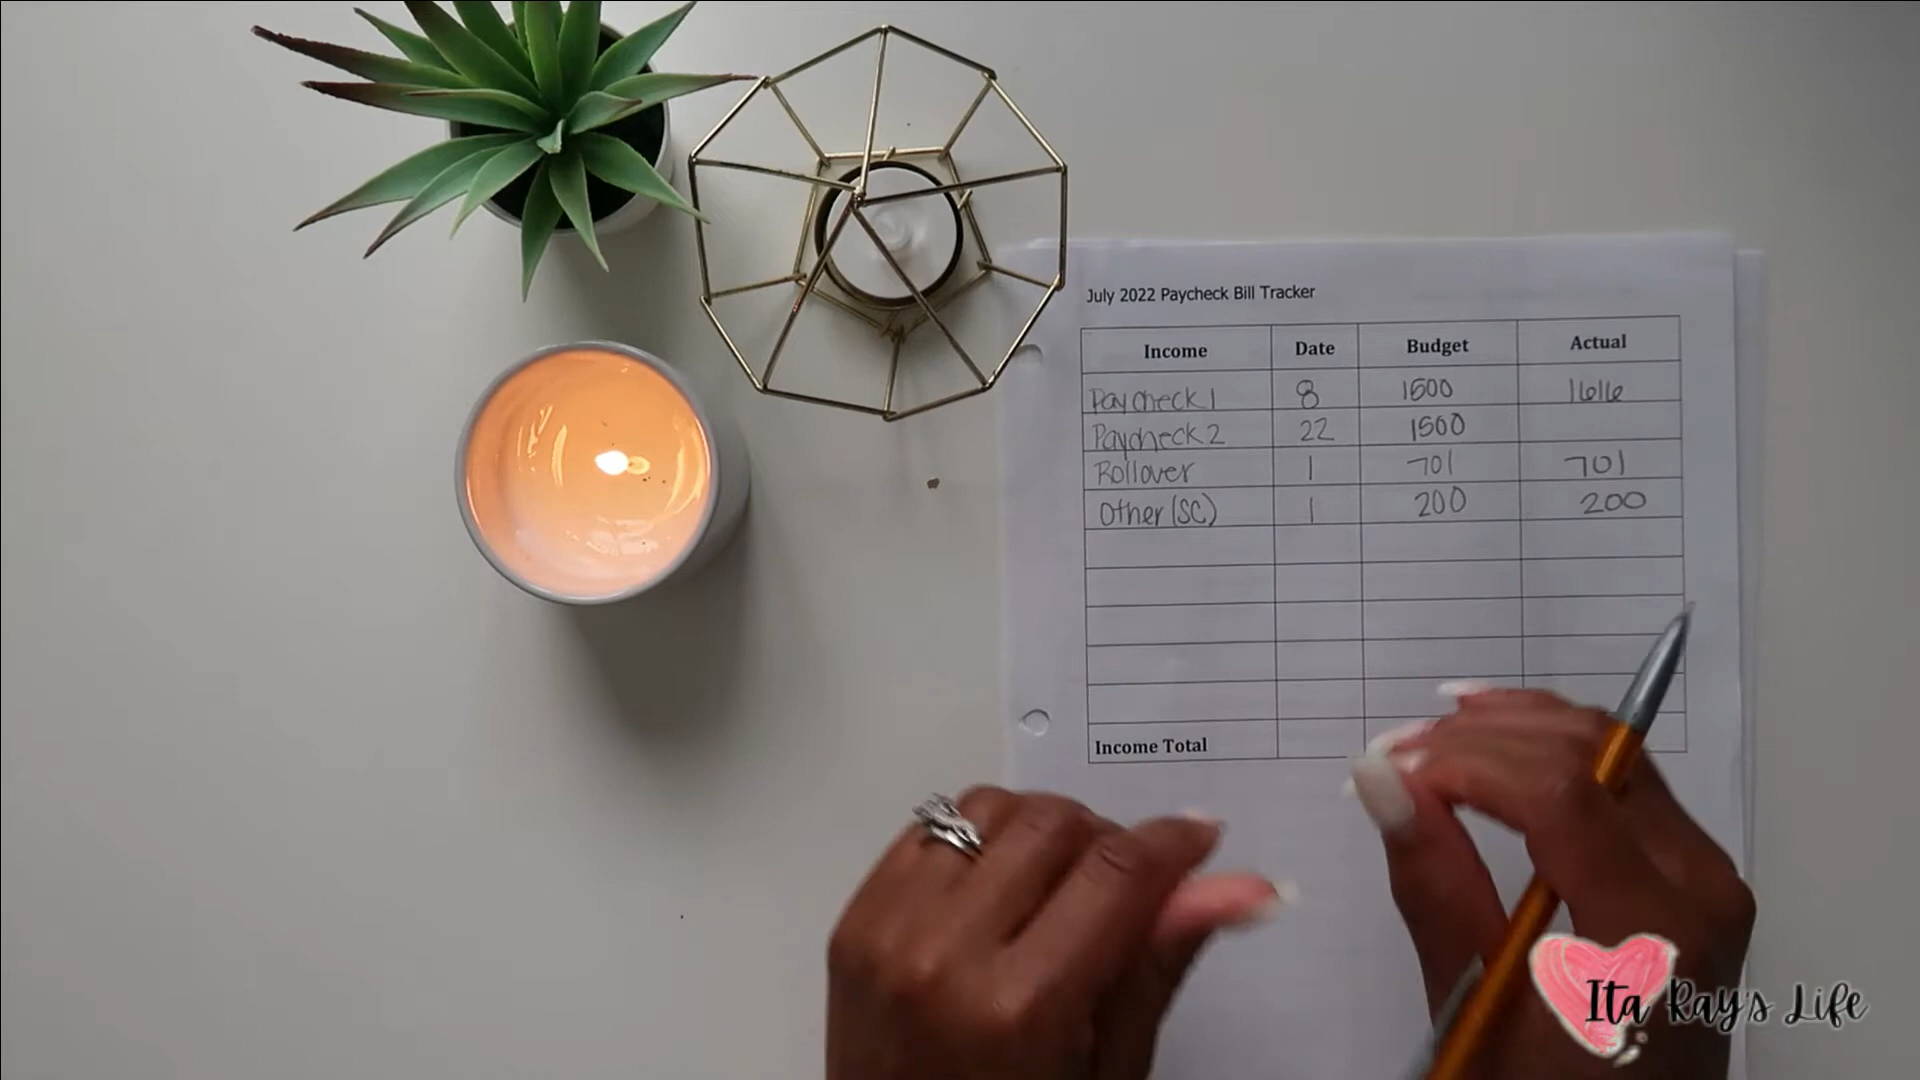 July 2022 Paycheck Bill Tracker
Income Date Budget Actual
Paycheck 1 8 1500 1616
Paycheck 2 22 1500
Rollover 1 701 701
Other (SC) 1 200 200
Income Total
Ita Ray's Life